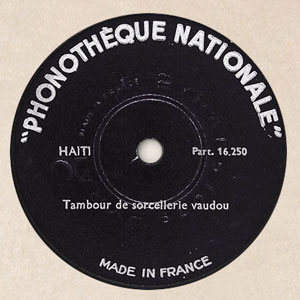 "PHONOTHÈQUE NATIONALE"
HAITI Part. 16,250
Tambour de sorcellerie vaudou
MADE IN FRANCE